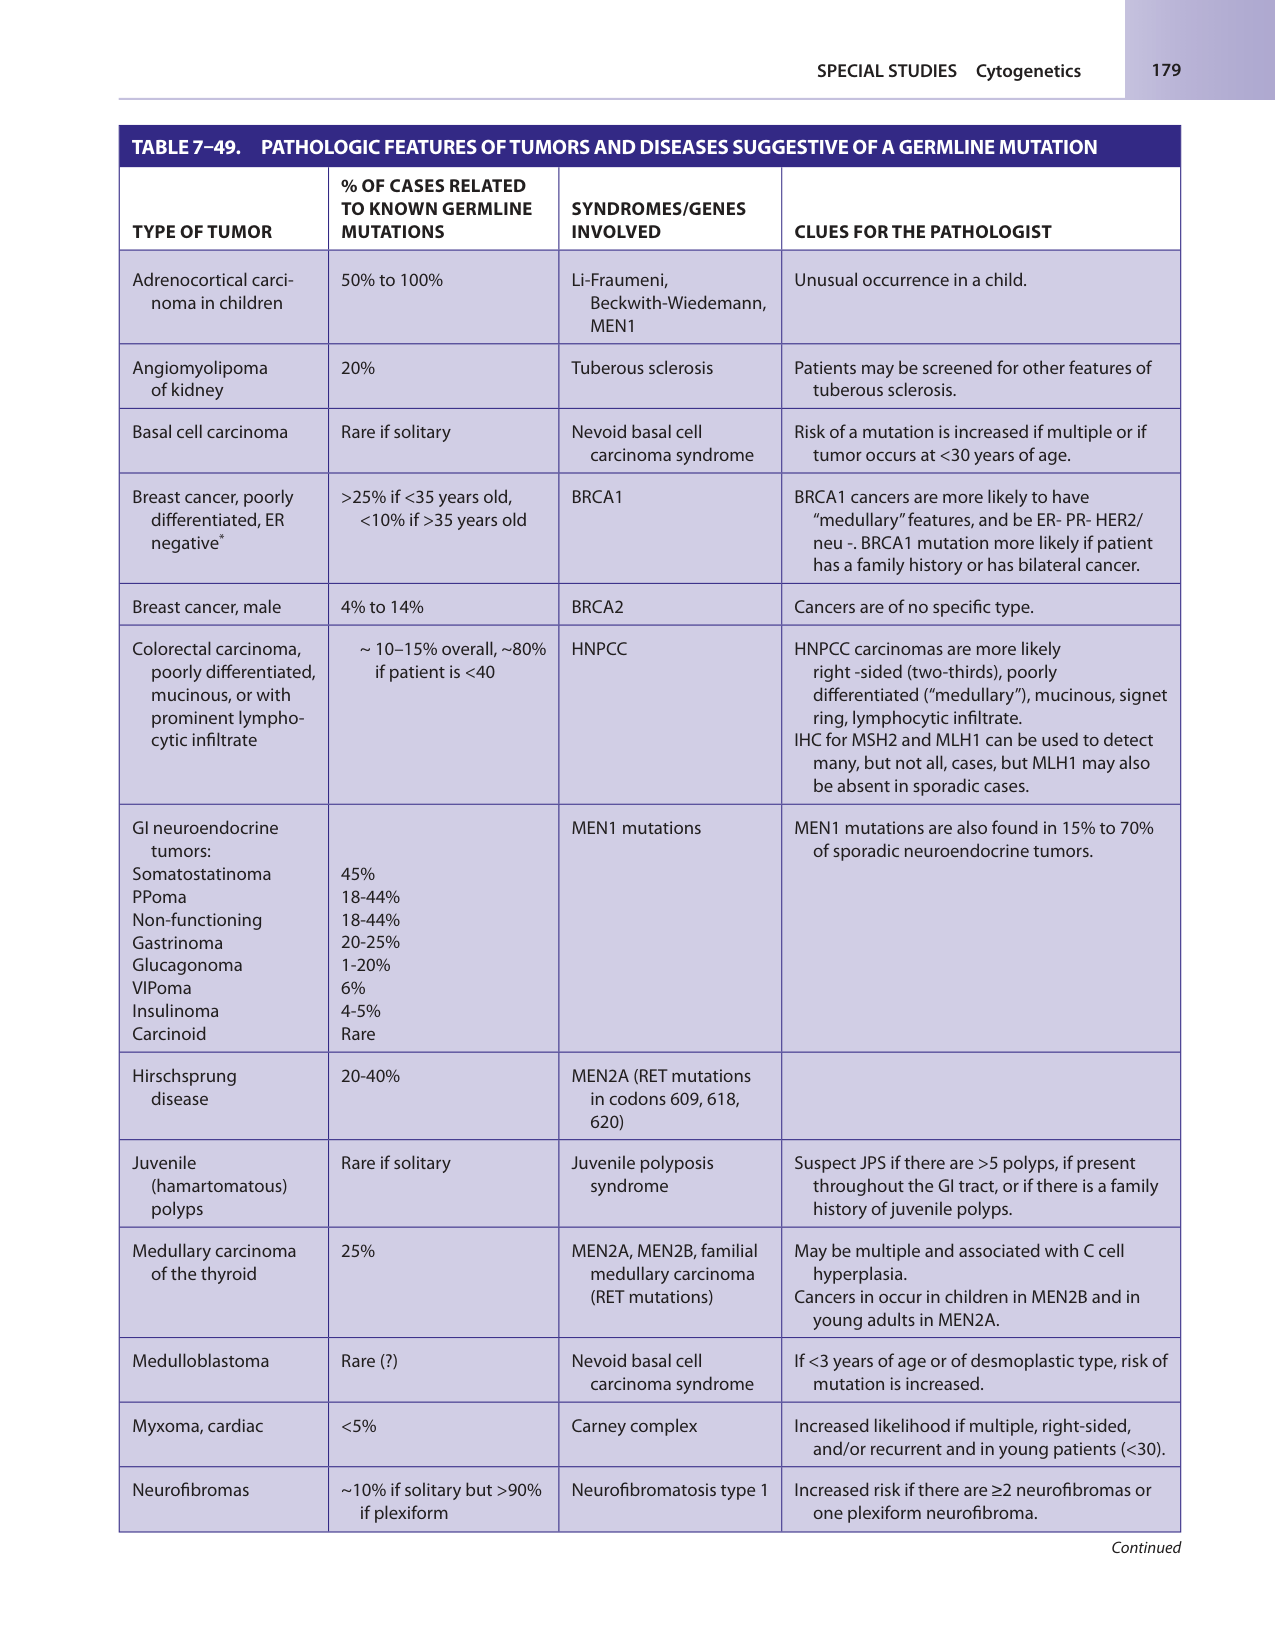 SPECIAL STUDIES Cytogenetics 179
TABLE 7–49. PATHOLOGIC FEATURES OF TUMORS AND DISEASES SUGGESTIVE OF A GERMLINE MUTATION
TYPE OF TUMOR
% OF CASES RELATED
TO KNOWN GERMLINE
MUTATIONS
SYNDROMES/GENES
INVOLVED
CLUES FOR THE PATHOLOGIST
Adrenocortical carci-
noma in children
50% to 100%
Li-Fraumeni,
Beckwith-Wiedemann,
MEN1
Unusual occurrence in a child.
Angiomyolipoma
of kidney
20%
Tuberous sclerosis
Patients may be screened for other features of
tuberous sclerosis.
Basal cell carcinoma
Rare if solitary
Nevoid basal cell
carcinoma syndrome
Risk of a mutation is increased if multiple or if
tumor occurs at <30 years of age.
Breast cancer, poorly
differentiated, ER
negative*
>25% if <35 years old,
<10% if >35 years old
BRCA1
BRCA1 cancers are more likely to have
“medullary” features, and be ER- PR- HER2/
neu -. BRCA1 mutation more likely if patient
has a family history or has bilateral cancer.
Breast cancer, male
4% to 14%
BRCA2
Cancers are of no specific type.
Colorectal carcinoma,
poorly differentiated,
mucinous, or with
prominent lympho-
cytic infiltrate
~ 10–15% overall, ~80%
if patient is <40
HNPCC
HNPCC carcinomas are more likely
right -sided (two-thirds), poorly
differentiated (“medullary”), mucinous, signet
ring, lymphocytic infiltrate.
IHC for MSH2 and MLH1 can be used to detect
many, but not all, cases, but MLH1 may also
be absent in sporadic cases.
GI neuroendocrine
tumors:
Somatostatinoma
PPoma
Non-functioning
Gastrinoma
Glucagonoma
VIPoma
Insulinoma
Carcinoid
45%
18-44%
18-44%
20-25%
1-20%
6%
4-5%
Rare
MEN1 mutations
MEN1 mutations are also found in 15% to 70%
of sporadic neuroendocrine tumors.
Hirschsprung
disease
20-40%
MEN2A (RET mutations
in codons 609, 618,
620)
Juvenile
(hamartomatous)
polyps
Rare if solitary
Juvenile polyposis
syndrome
Suspect JPS if there are >5 polyps, if present
throughout the GI tract, or if there is a family
history of juvenile polyps.
Medullary carcinoma
of the thyroid
25%
MEN2A, MEN2B, familial
medullary carcinoma
(RET mutations)
May be multiple and associated with C cell
hyperplasia.
Cancers in occur in children in MEN2B and in
young adults in MEN2A.
Medulloblastoma
Rare (?)
Nevoid basal cell
carcinoma syndrome
If <3 years of age or of desmoplastic type, risk of
mutation is increased.
Myxoma, cardiac
<5%
Carney complex
Increased likelihood if multiple, right-sided,
and/or recurrent and in young patients (<30).
Neurofibromas
~10% if solitary but >90%
if plexiform
Neurofibromatosis type 1
Increased risk if there are ≥2 neurofibromas or
one plexiform neurofibroma.
Continued